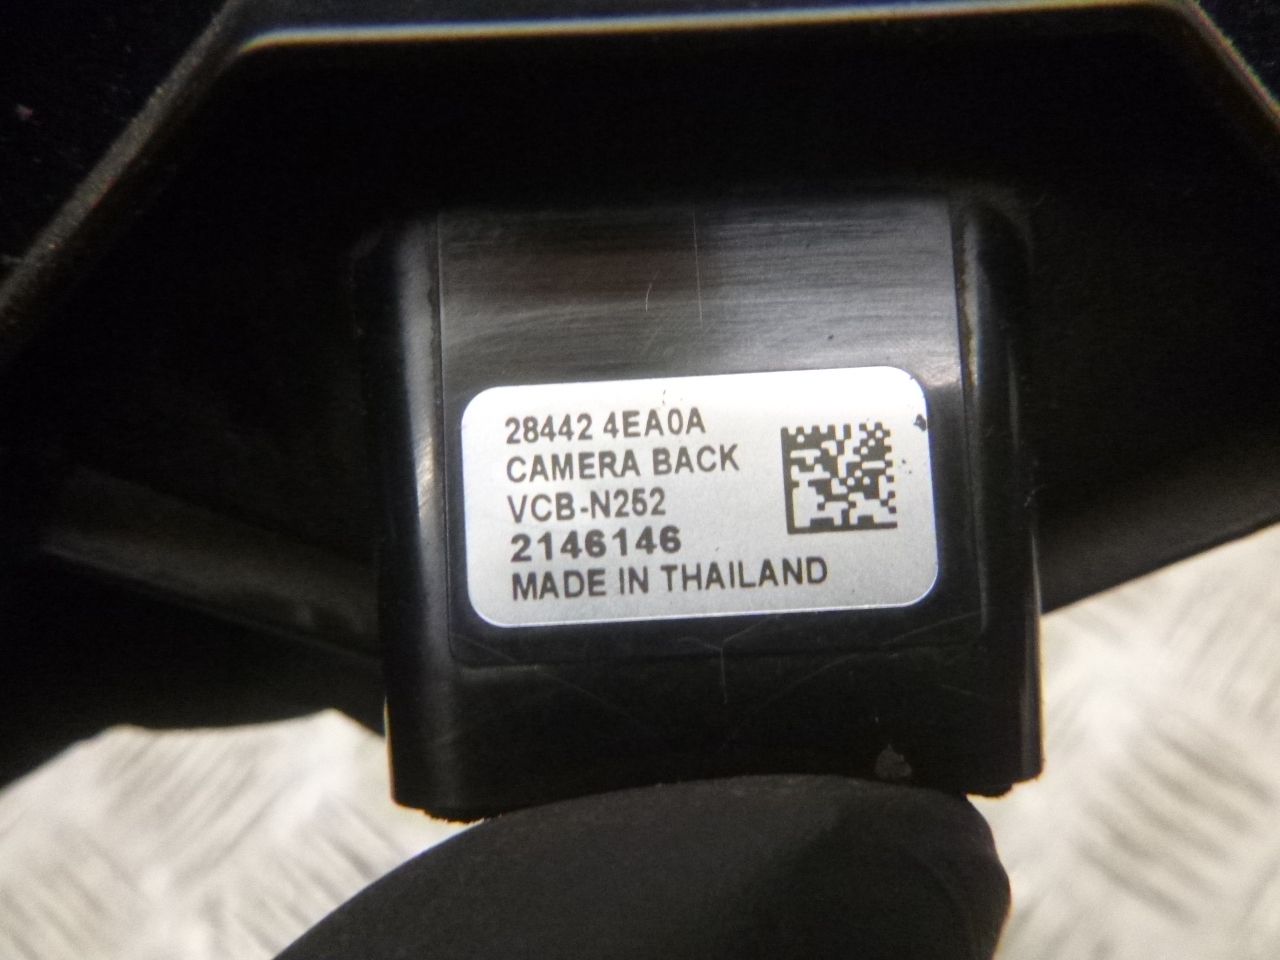 28442 4EA0A
CAMERA BACK
VCB-N252
2146146
MADE IN THAILAND